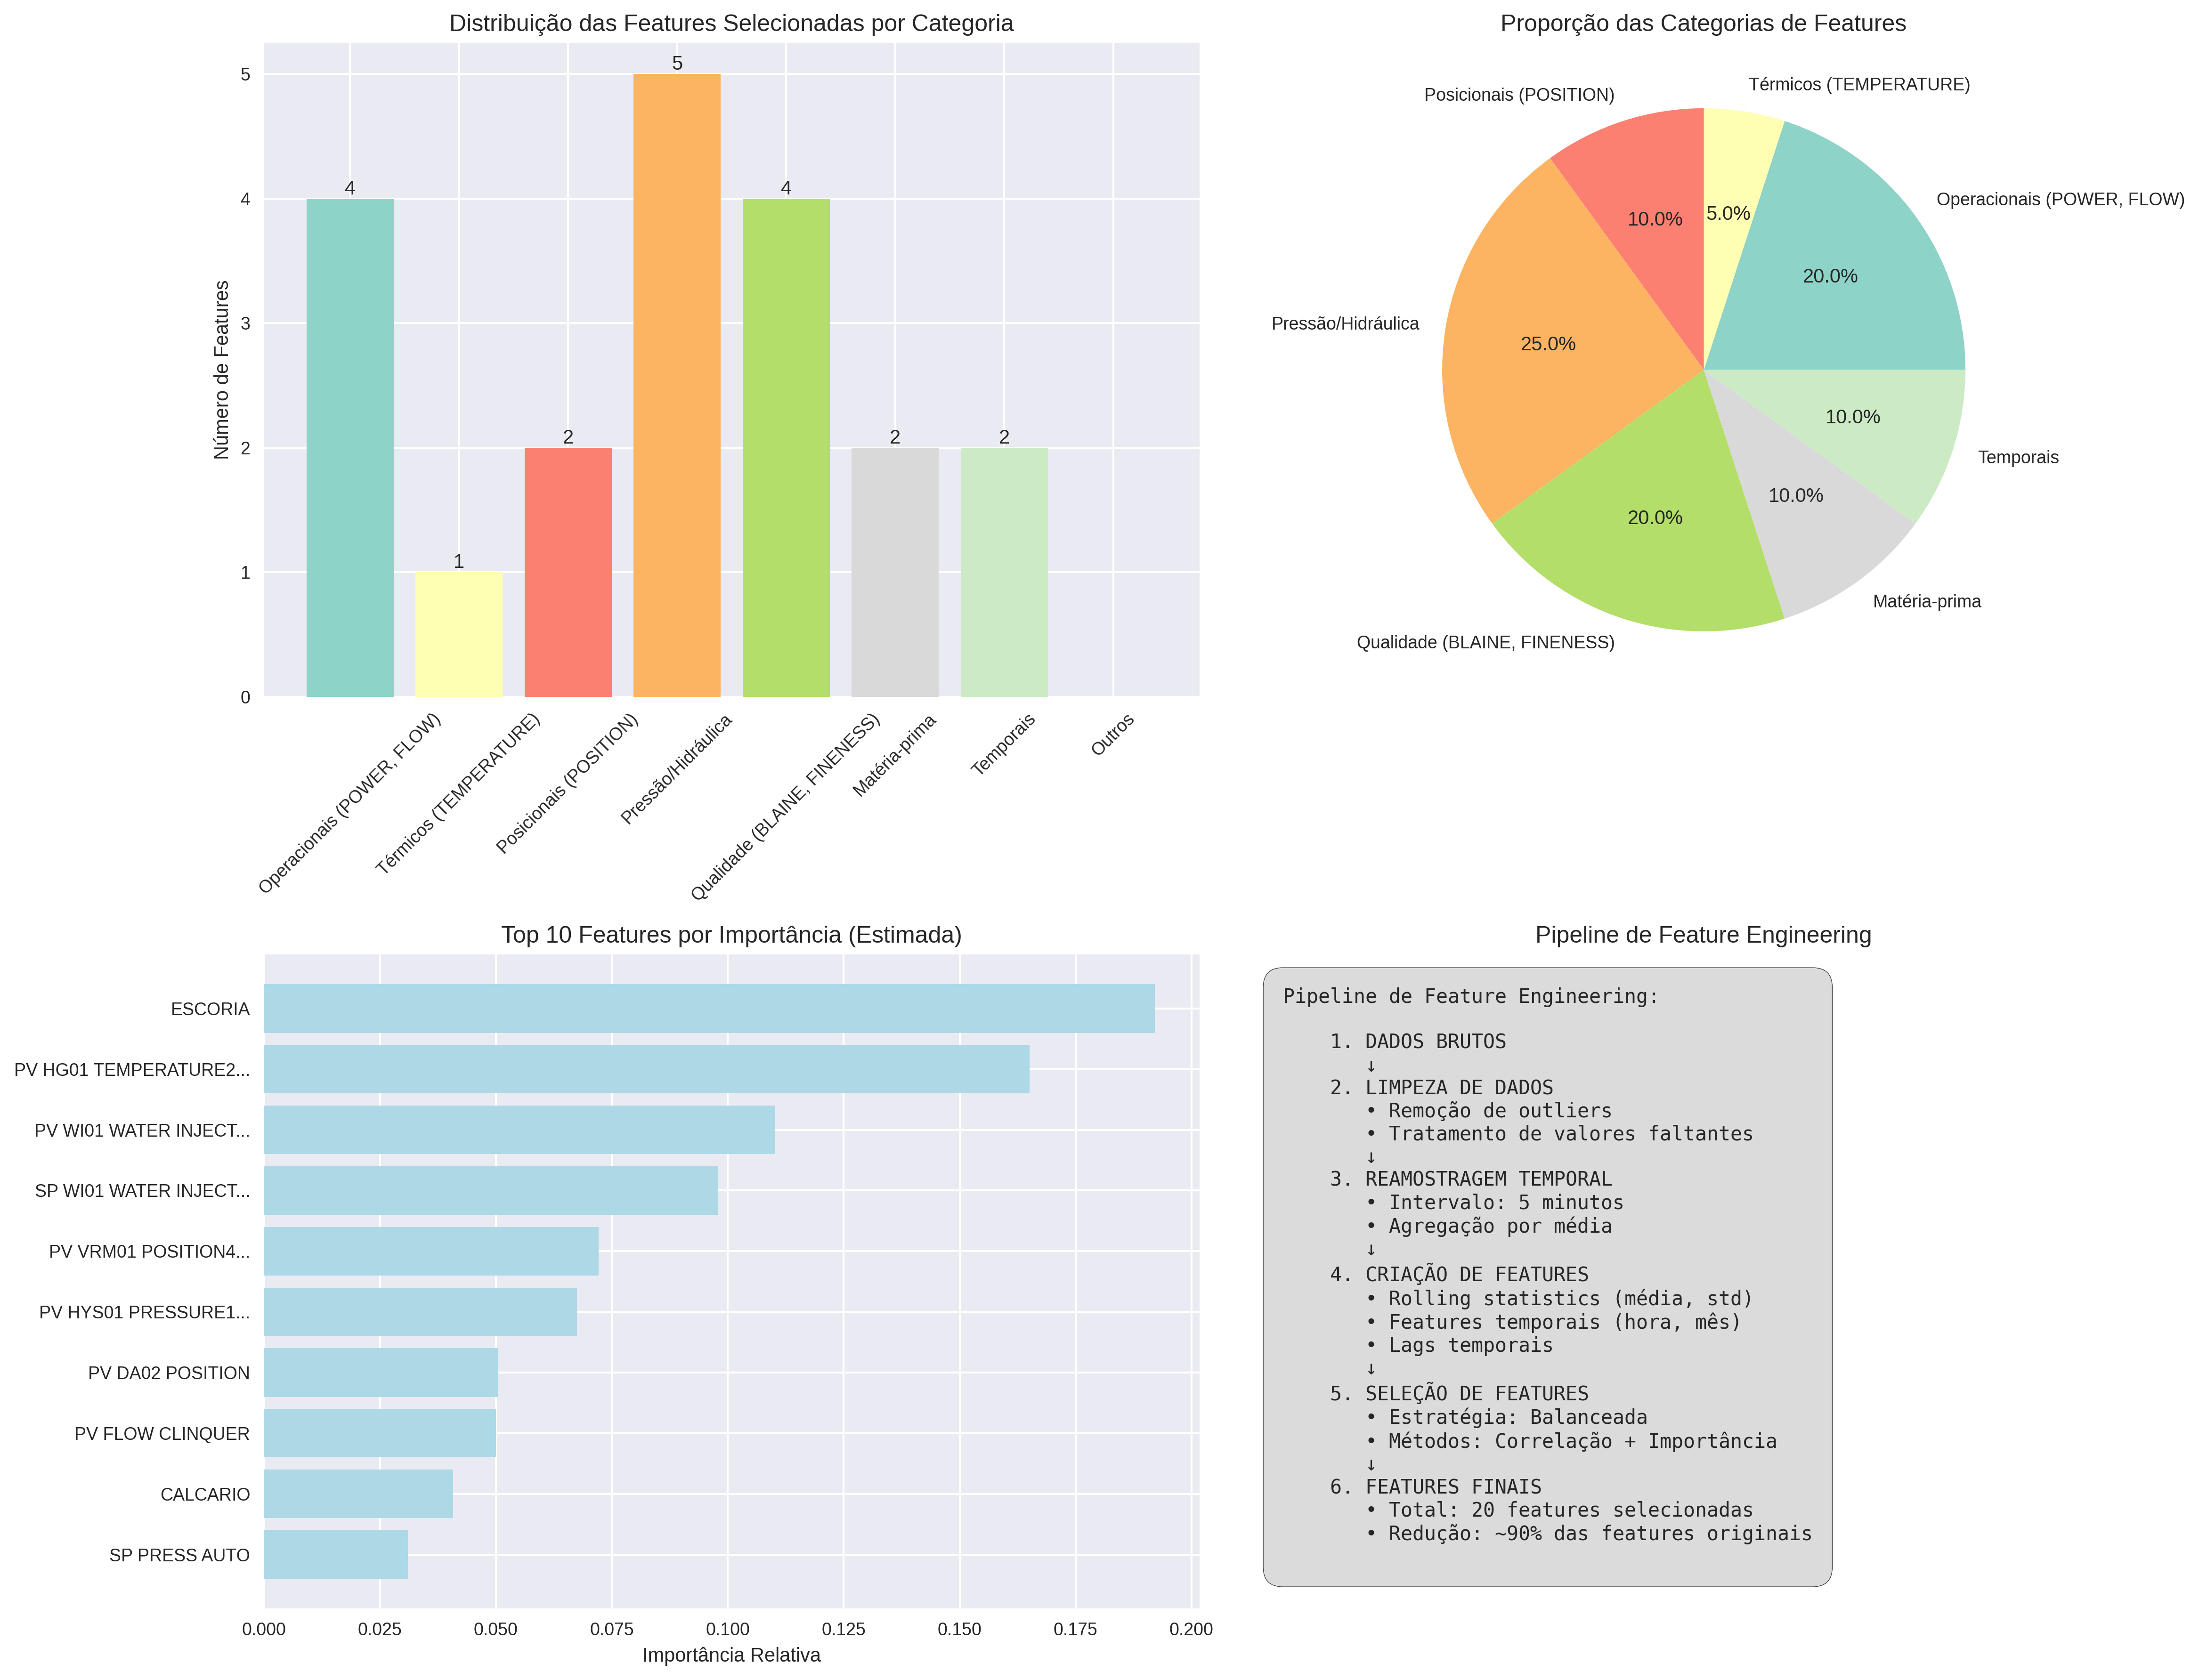 Distribuição das Features Selecionadas por Categoria
Número de Features
5
4
3
2
1
0
4
1
2
5
4
2
2
Operacionais (POWER, FLOW)
Térmicos (TEMPERATURE)
Posicionais (POSITION)
Pressão/Hidráulica
Qualidade (BLAINE, FINENESS)
Matéria-prima
Temporais
Outros
Proporção das Categorias de Features
Térmicos (TEMPERATURE)
Posicionais (POSITION)
Operacionais (POWER, FLOW)
Pressão/Hidráulica
Temporais
Matéria-prima
Qualidade (BLAINE, FINENESS)
5.0%
10.0%
20.0%
25.0%
10.0%
10.0%
20.0%
Top 10 Features por Importância (Estimada)
ESCORIA
PV HG01 TEMPERATURE2...
PV WI01 WATER INJECT...
SP WI01 WATER INJECT...
PV VRM01 POSITION4...
PV HYS01 PRESSURE1...
PV DA02 POSITION
PV FLOW CLINQUER
CALCARIO
SP PRESS AUTO
0.000 0.025 0.050 0.075 0.100 0.125 0.150 0.175 0.200
Importância Relativa
Pipeline de Feature Engineering
Pipeline de Feature Engineering:
1. DADOS BRUTOS
↓
2. LIMPEZA DE DADOS
• Remoção de outliers
• Tratamento de valores faltantes
↓
3. REAMOSTRAGEM TEMPORAL
• Intervalo: 5 minutos
• Agregação por média
↓
4. CRIAÇÃO DE FEATURES
• Rolling statistics (média, std)
• Features temporais (hora, mês)
• Lags temporais
↓
5. SELEÇÃO DE FEATURES
• Estratégia: Balanceada
• Métodos: Correlação + Importância
↓
6. FEATURES FINAIS
• Total: 20 features selecionadas
• Redução: ~90% das features originais